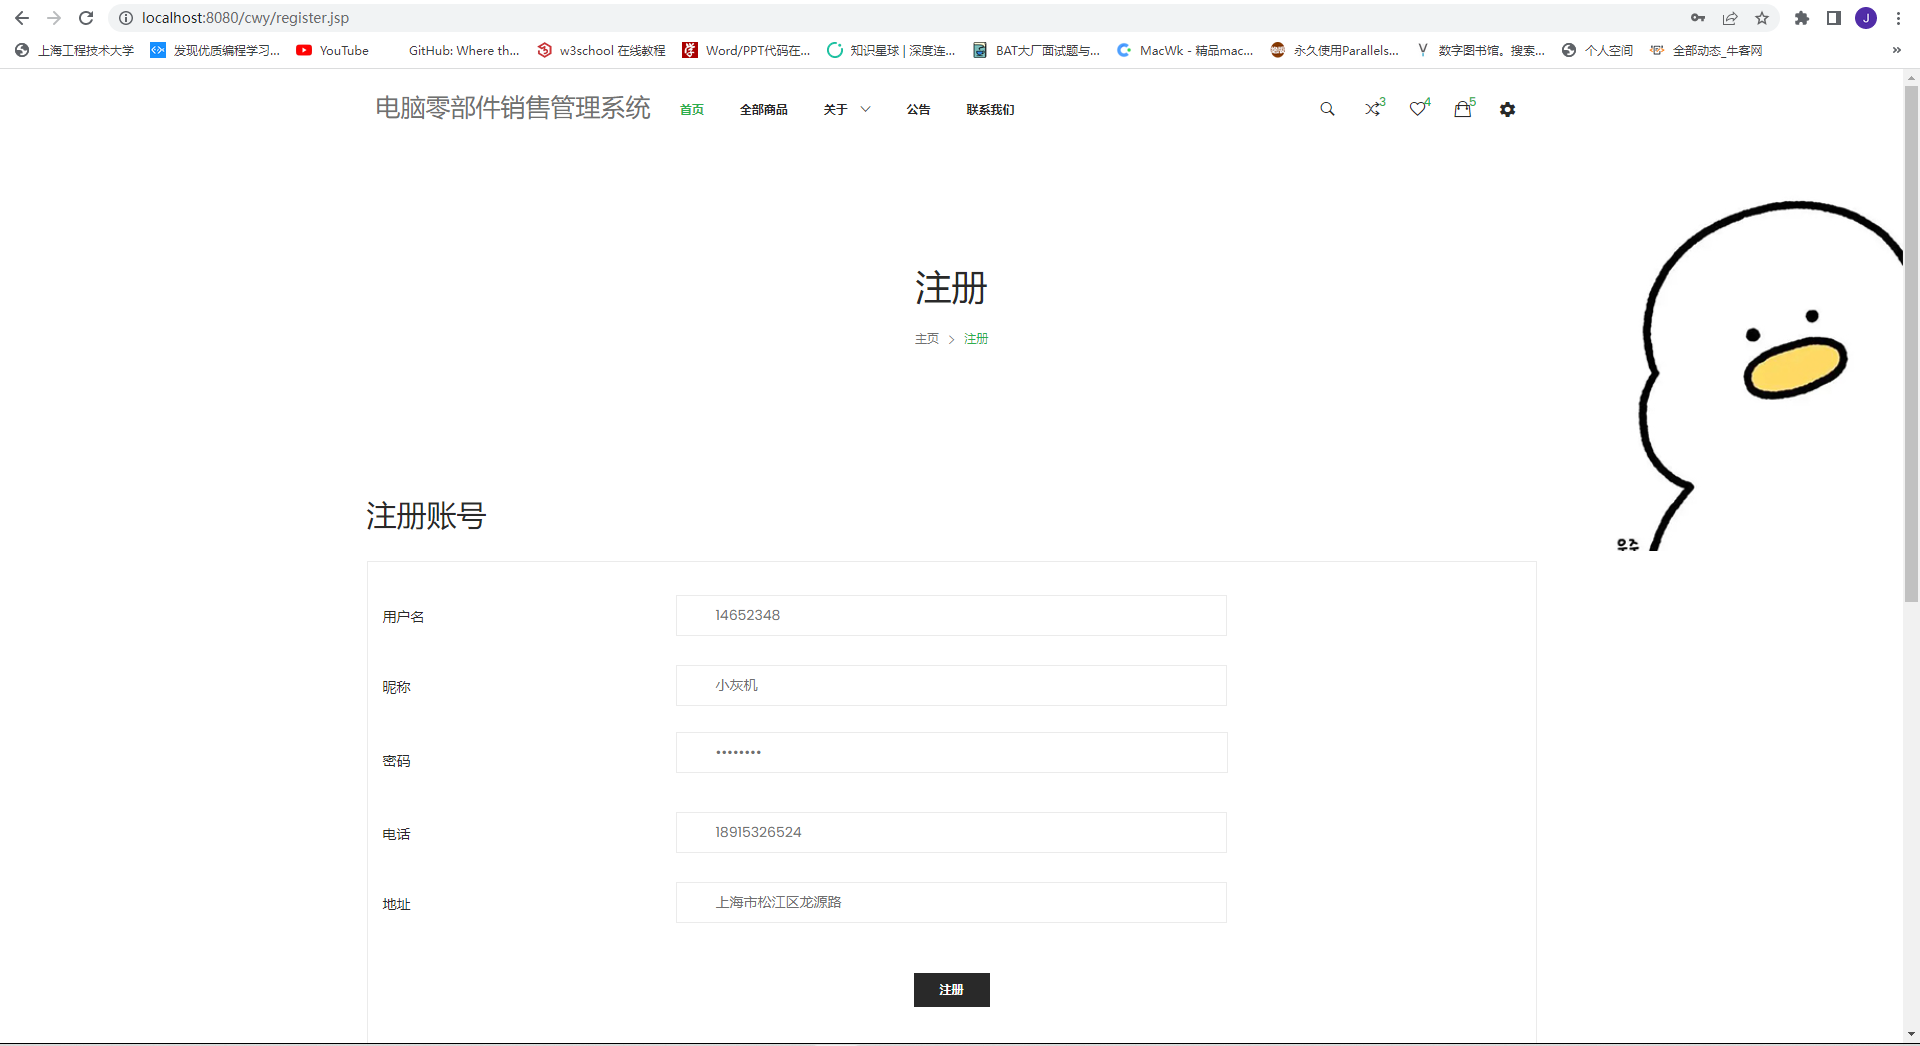 localhost:8080/cwy/register.jsp
J
上海工程技术大学 发现优质编程学习... YouTube GitHub: Where th... w3school 在线教程 Word/PPT代码在... 知识星球 | 深度连... BAT大厂面试题与... MacWk - 精品mac... 永久使用Parallels... 数字图书馆。搜索... 个人空间 全部动态_牛客网 »
电脑零部件销售管理系统 首页 全部商品 关于 公告 联系我们 3 4 5
注册
主页 > 注册
우주
注册账号
用户名 14652348
昵称 小灰机
密码 ••••••••
电话 18915326524
地址 上海市松江区龙源路
注册